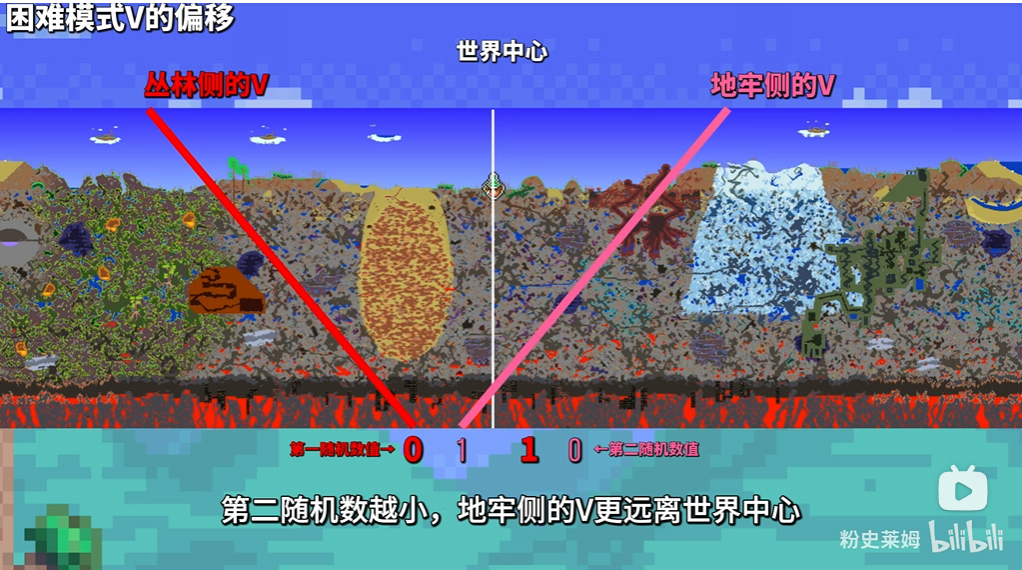 困难模式V的偏移
世界中心
丛林侧的V
地牢侧的V
第一随机数值→ 0 1 1 0 ←第二随机数值
第二随机数越小，地牢侧的V更远离世界中心
粉史莱姆 bilibili